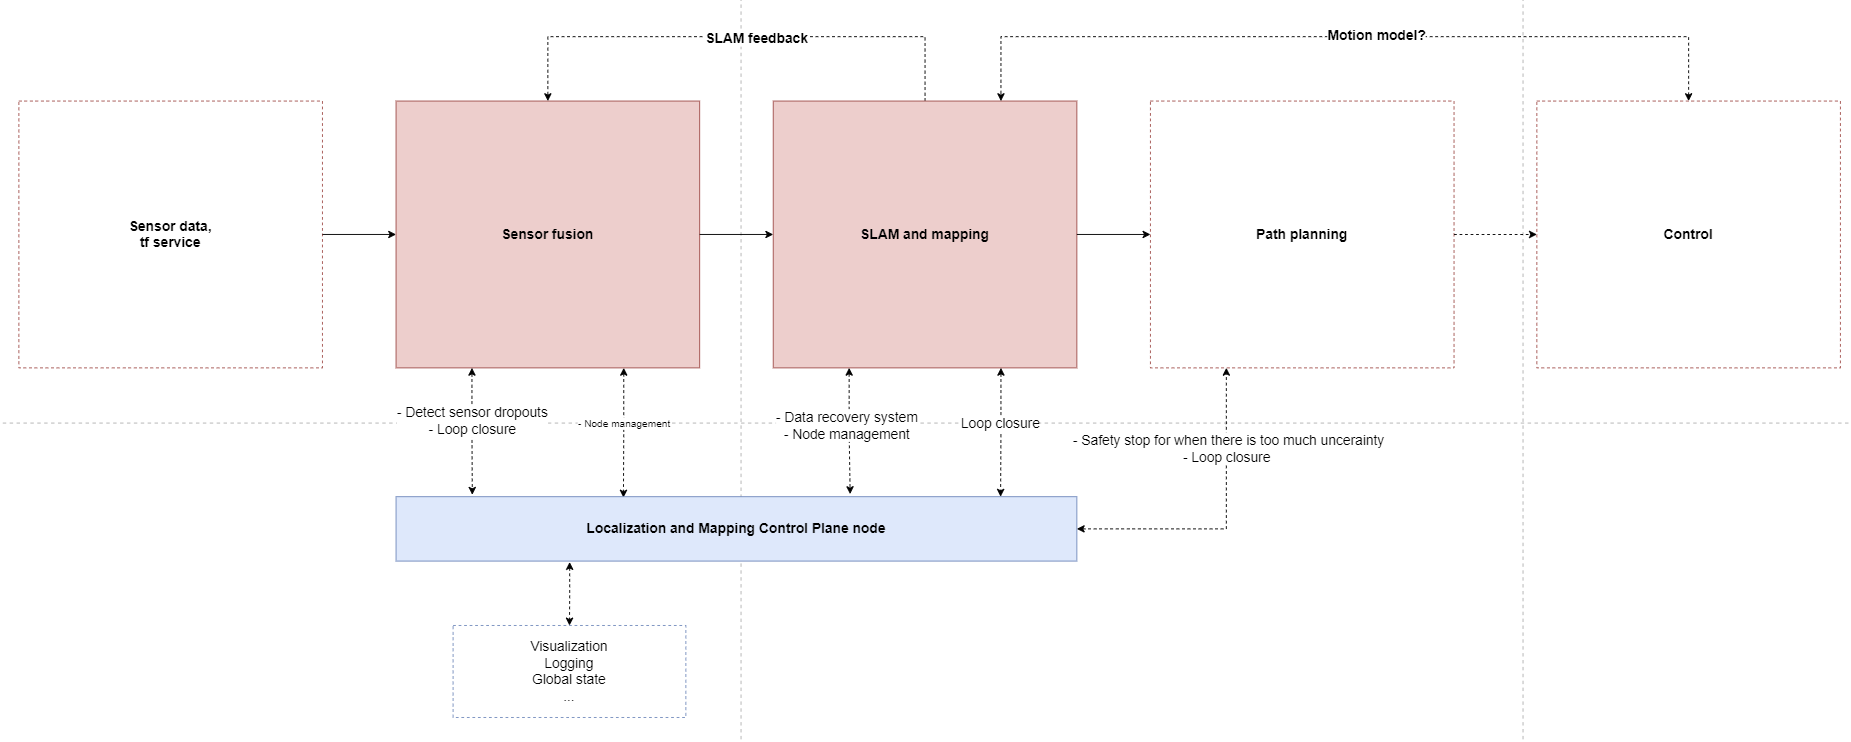 SLAM feedback
Motion model?
Sensor data,
tf service
Sensor fusion
SLAM and mapping
Path planning
Control
- Detect sensor dropouts
- Loop closure
- Node management
- Data recovery system
- Node management
Loop closure
- Safety stop for when there is too much uncerainty
- Loop closure
Localization and Mapping Control Plane node
Visualization
Logging
Global state
...